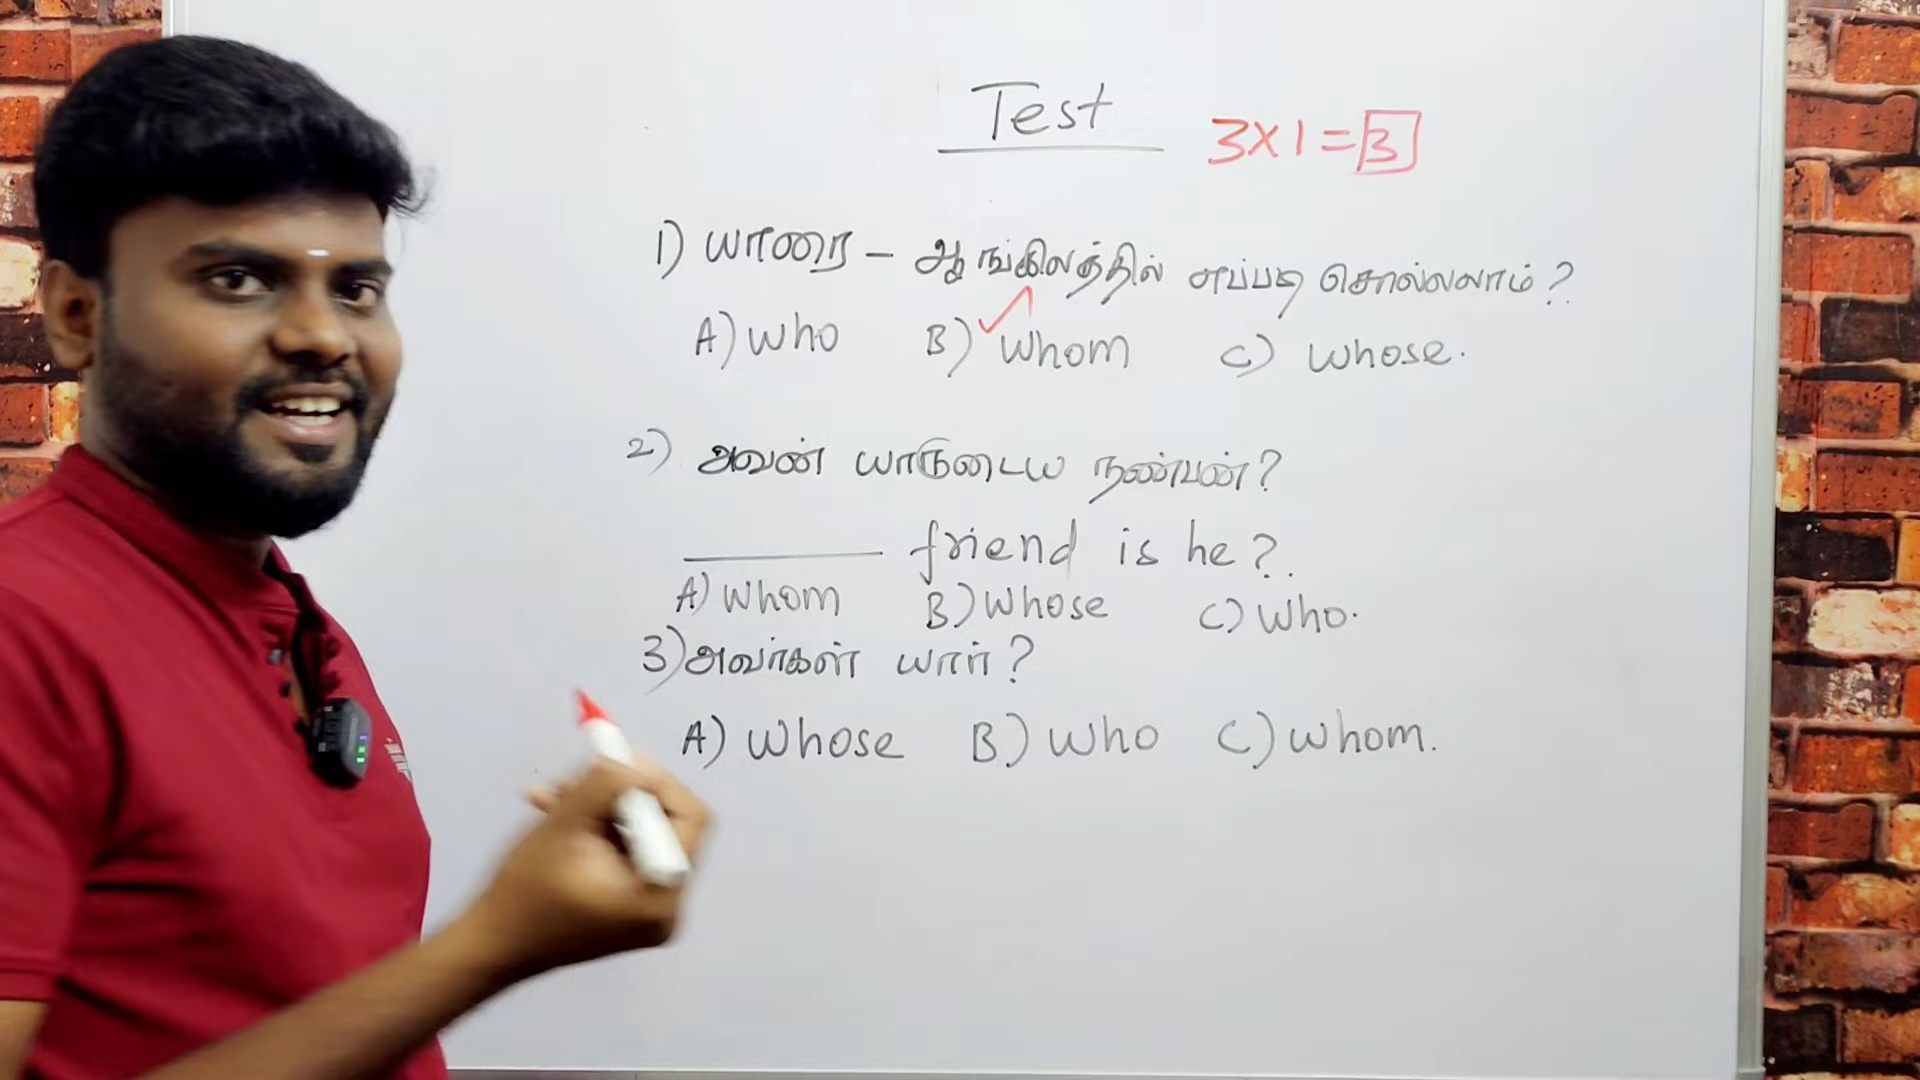 Test
3x1=3
1) யாரை – ஆங்கிலத்தில் எப்படி சொல்லலாம்?
A) who B) whom C) whose.
2) அவன் யாருடைய நண்பன்?
________ friend is he?
A) whom B) whose C) who.
3) அவர்கள் யார்?
A) whose B) who C) whom.